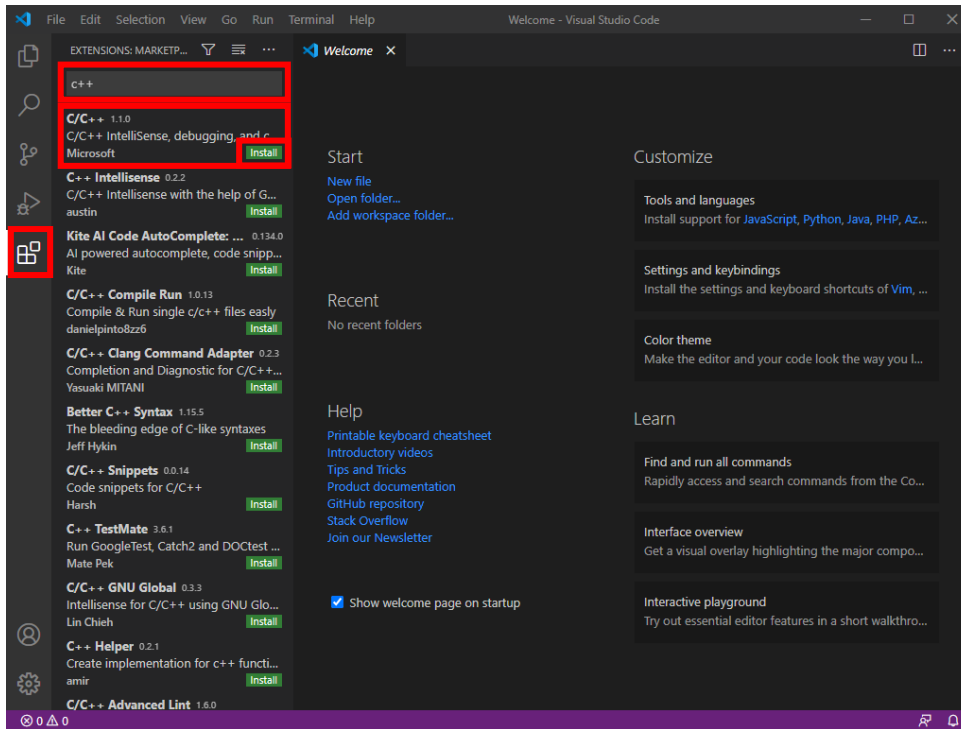 File Edit Selection View Go Run Terminal Help Welcome - Visual Studio Code
EXTENSIONS: MARKETP...
c++
C/C++ 1.1.0
C/C++ IntelliSense, debugging, and c...
Microsoft Install
C++ Intellisense 0.2.2
C/C++ Intellisense with the help of G...
austin Install
Kite AI Code AutoComplete: ... 0.134.0
AI powered autocomplete, code snipp...
Kite Install
C/C++ Compile Run 1.0.13
Compile & Run single c/c++ files easly
danielpinto8zz6 Install
C/C++ Clang Command Adapter 0.2.3
Completion and Diagnostic for C/C++...
Yasuaki MITANI Install
Better C++ Syntax 1.15.5
The bleeding edge of C-like syntaxes
Jeff Hykin Install
C/C++ Snippets 0.0.14
Code snippets for C/C++
Harsh Install
C++ TestMate 3.6.1
Run GoogleTest, Catch2 and DOCtest ...
Mate Pek Install
C/C++ GNU Global 0.3.3
Intellisense for C/C++ using GNU Glo...
Lin Chieh Install
C++ Helper 0.2.1
Create implementation for c++ functi...
amir Install
C/C++ Advanced Lint 1.6.0
Welcome
Start
New file
Open folder...
Add workspace folder...
Recent
No recent folders
Help
Printable keyboard cheatsheet
Introductory videos
Tips and Tricks
Product documentation
GitHub repository
Stack Overflow
Join our Newsletter
Show welcome page on startup
Customize
Tools and languages
Install support for JavaScript, Python, Java, PHP, Az...
Settings and keybindings
Install the settings and keyboard shortcuts of Vim, ...
Color theme
Make the editor and your code look the way you l...
Learn
Find and run all commands
Rapidly access and search commands from the Co...
Interface overview
Get a visual overlay highlighting the major compo...
Interactive playground
Try out essential editor features in a short walkthro...
0 0